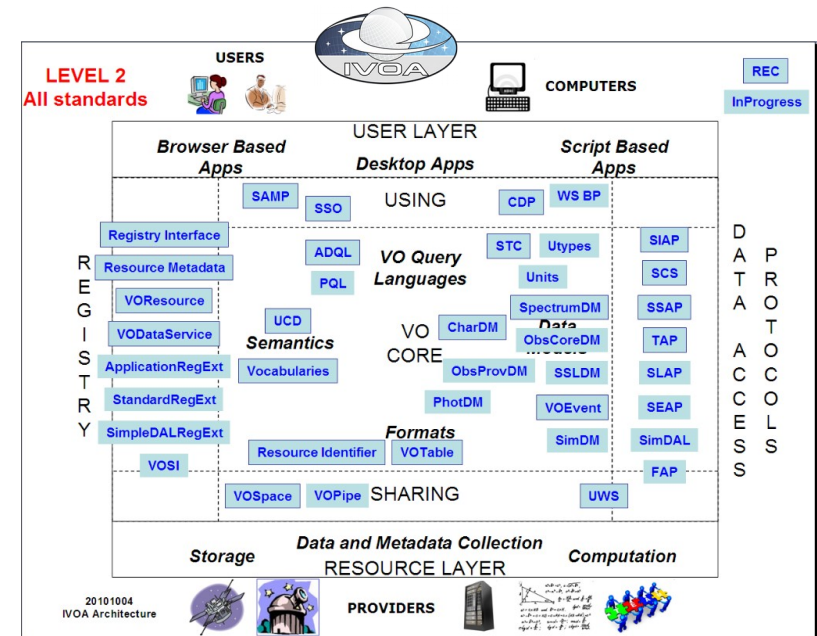 IVOA
LEVEL 2
All standards
USERS
COMPUTERS
REC
InProgress
USER LAYER
Browser Based
Apps
Desktop Apps
Script Based
Apps
SAMP
SSO
USING
CDP
WS BP
REGISTRY
Registry Interface
Resource Metadata
VOResource
VODataService
ApplicationRegExt
StandardRegExt
SimpleDALRegExt
VOSI
ADQL
PQL
VO Query
Languages
STC
Utypes
Units
UCD
Semantics
Vocabularies
VO
CORE
SpectrumDM
CharDM
Data
Models
ObsCoreDM
ObsProvDM
SSLDM
PhotDM
VOEvent
SimDM
Formats
Resource Identifier
VOTable
SIAP
SCS
SSAP
TAP
SLAP
SEAP
SimDAL
FAP
DATA ACCESS
PROTOCOLS
VOSpace
VOPipe
SHARING
UWS
Storage
Data and Metadata Collection
Computation
RESOURCE LAYER
20101004
IVOA Architecture
PROVIDERS